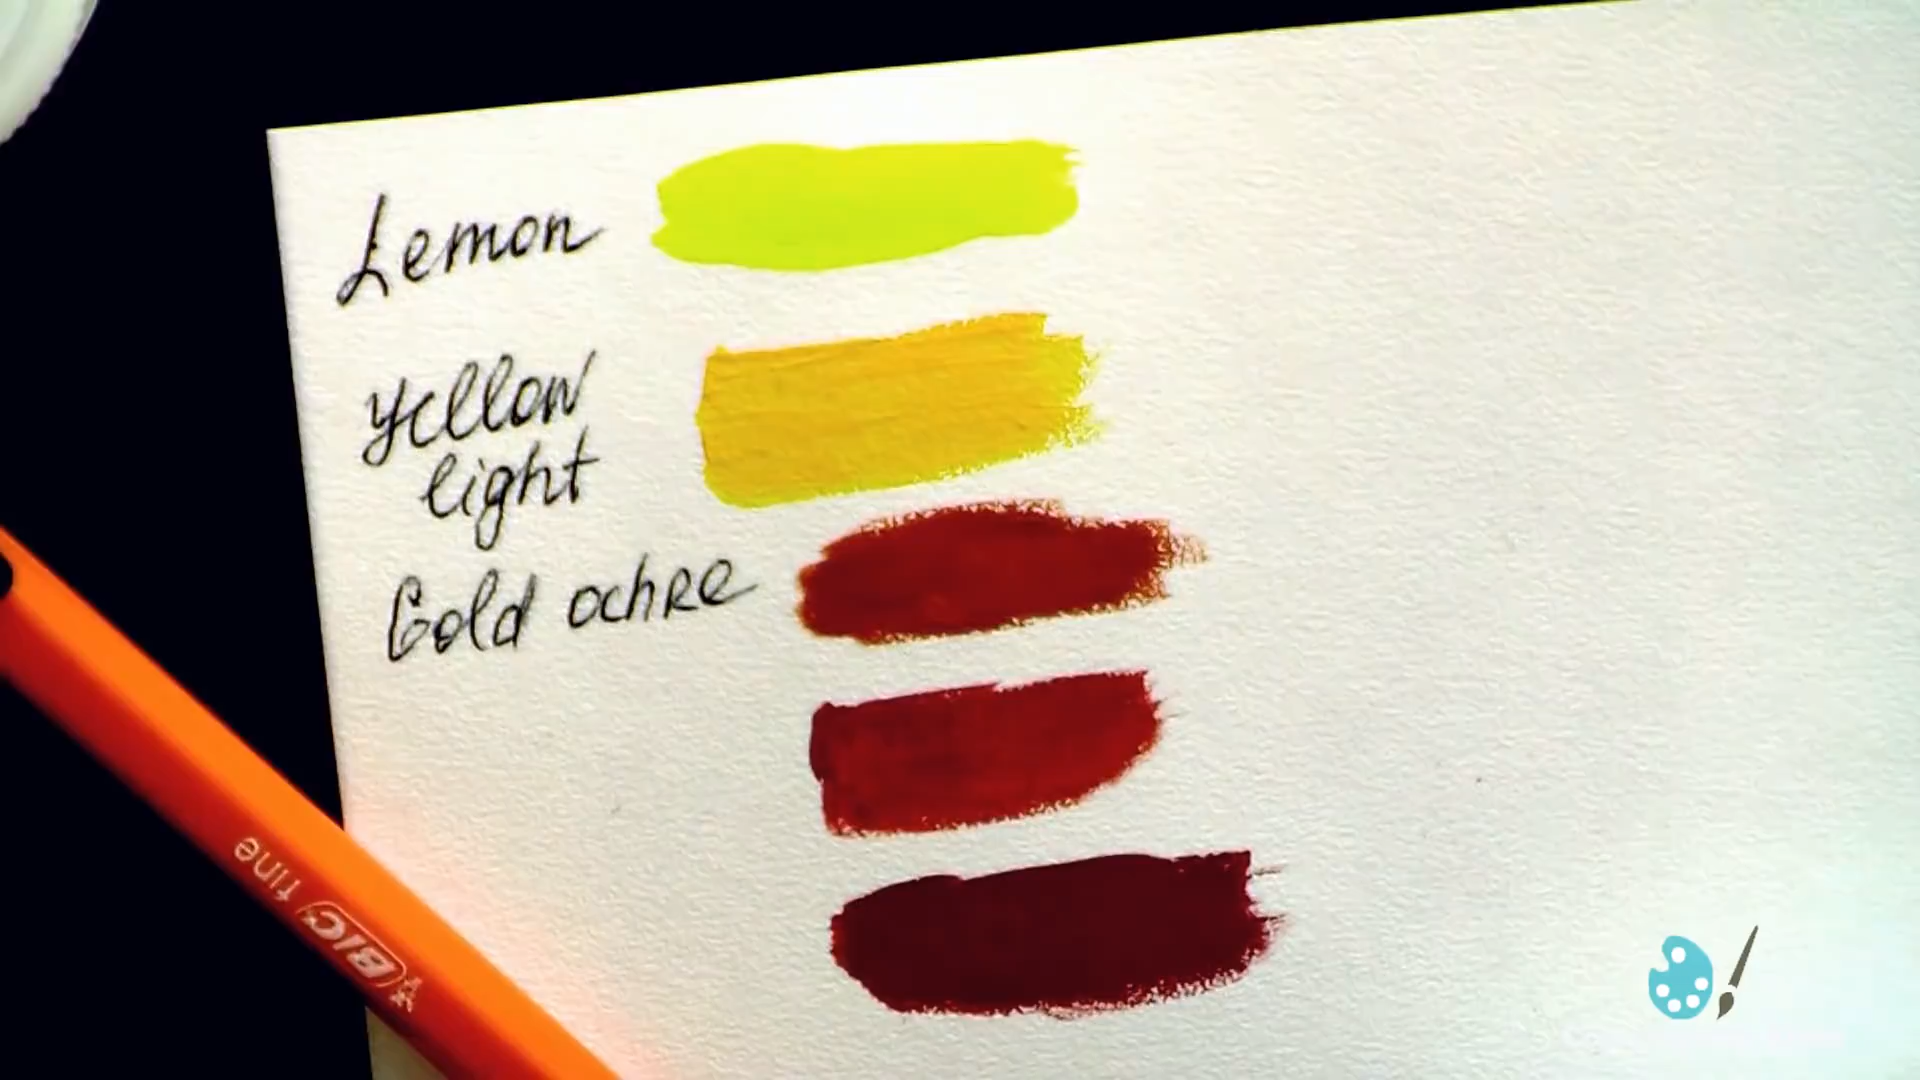 Lemon
Yellow
light
Gold ochre
BIC fine